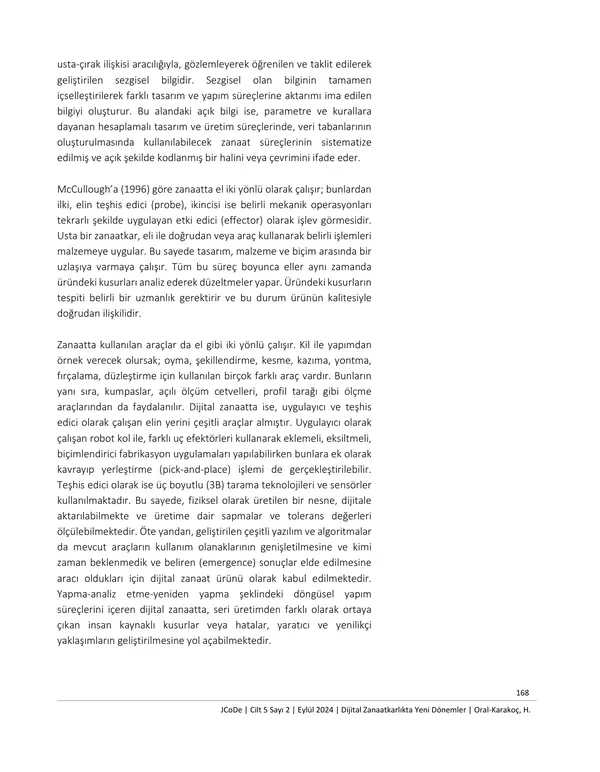 usta-çırak ilişkisi aracılığıyla, gözlemleyerek öğrenilen ve taklit edilerek
geliştirilen sezgisel bilgidir. Sezgisel olan bilginin tamamen
içselleştirilerek farklı tasarım ve yapım süreçlerine aktarımı ima edilen
bilgiyi oluşturur. Bu alandaki açık bilgi ise, parametre ve kurallara
dayanan hesaplamalı tasarım ve üretim süreçlerinde, veri tabanlarının
oluşturulmasında kullanılabilecek zanaat süreçlerinin sistematize
edilmiş ve açık şekilde kodlanmış bir halini veya çevrimini ifade eder.
McCullough'a (1996) göre zanaatta el iki yönlü olarak çalışır; bunlardan
ilki, elin teşhis edici (probe), ikincisi ise belirli mekanik operasyonları
tekrarlı şekilde uygulayan etki edici (effector) olarak işlev görmesidir.
Usta bir zanaatkar, eli ile doğrudan veya araç kullanarak belirli işlemleri
malzemeye uygular. Bu sayede tasarım, malzeme ve biçim arasında bir
uzlaşıya varmaya çalışır. Tüm bu süreç boyunca eller aynı zamanda
üründeki kusurları analiz ederek düzeltmeler yapar. Üründeki kusurların
tespiti belirli bir uzmanlık gerektirir ve bu durum ürünün kalitesiyle
doğrudan ilişkilidir.
Zanaatta kullanılan araçlar da el gibi iki yönlü çalışır. Kil ile yapımdan
örnek verecek olursak; oyma, şekillendirme, kesme, kazıma, yontma,
fırçalama, düzleştirme için kullanılan birçok farklı araç vardır. Bunların
yanı sıra, kumpaslar, açılı ölçüm cetvelleri, profil tarağı gibi ölçme
araçlarından da faydalanılır. Dijital zanaatta ise, uygulayıcı ve teşhis
edici olarak çalışan elin yerini çeşitli araçlar almıştır. Uygulayıcı olarak
çalışan robot kol ile, farklı uç efektörleri kullanarak eklemeli, eksiltmeli,
biçimlendirici fabrikasyon uygulamaları yapılabilirken bunlara ek olarak
kavrayıp yerleştirme (pick-and-place) işlemi de gerçekleştirilebilir.
Teşhis edici olarak ise üç boyutlu (3B) tarama teknolojileri ve sensörler
kullanılmaktadır. Bu sayede, fiziksel olarak üretilen bir nesne, dijitale
aktarılabilmekte ve üretime dair sapmalar ve tolerans değerleri
ölçülebilmektedir. Öte yandan, geliştirilen çeşitli yazılım ve algoritmalar
da mevcut araçların kullanım olanaklarının genişletilmesine ve kimi
zaman beklenmedik ve beliren (emergence) sonuçlar elde edilmesine
aracı oldukları için dijital zanaat ürünü olarak kabul edilmektedir.
Yapma-analiz etme-yeniden yapma şeklindeki döngüsel yapım
süreçlerini içeren dijital zanaatta, seri üretimden farklı olarak ortaya
çıkan insan kaynaklı kusurlar veya hatalar, yaratıcı ve yenilikçi
yaklaşımların geliştirilmesine yol açabilmektedir.
168
JCoDe | Cilt 5 Sayı 2 | Eylül 2024 | Dijital Zanaatkarlıkta Yeni Dönemler | Oral-Karakoç, H.